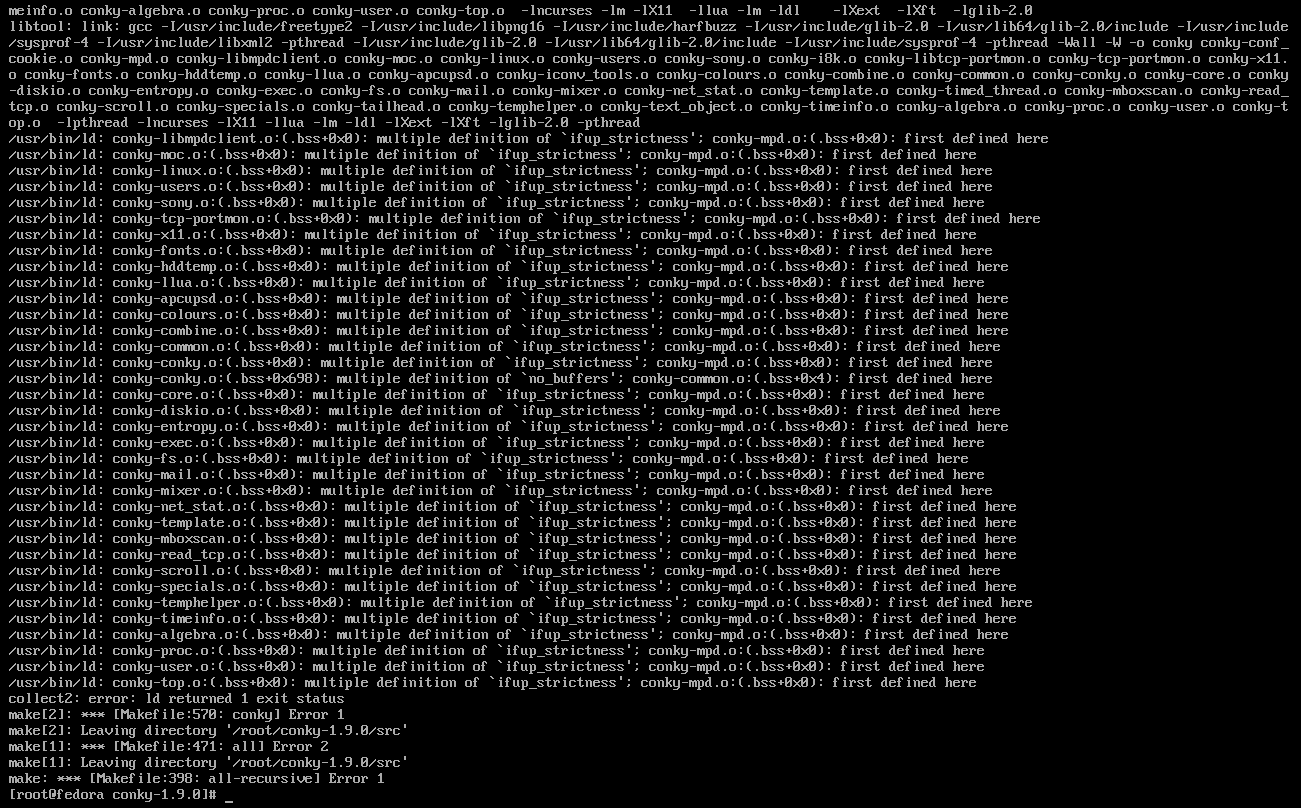 meinfo.o conky-algebra.o conky-proc.o conky-user.o conky-top.o  -lncurses -lm -lX11  -llua -lm -ldl    -lXext  -lXft  -lglib-2.0
libtool: link: gcc -I/usr/include/freetype2 -I/usr/include/libpng16 -I/usr/include/harfbuzz -I/usr/include/glib-2.0 -I/usr/lib64/glib-2.0/include -I/usr/include
/sysprof-4 -I/usr/include/libxml2 -pthread -I/usr/include/glib-2.0 -I/usr/lib64/glib-2.0/include -I/usr/include/sysprof-4 -pthread -Wall -W -o conky conky-conf_
cookie.o conky-mpd.o conky-libmpdclient.o conky-moc.o conky-linux.o conky-users.o conky-sony.o conky-i8k.o conky-libtcp-portmon.o conky-tcp-portmon.o conky-x11.
o conky-fonts.o conky-hddtemp.o conky-llua.o conky-apcupsd.o conky-iconv_tools.o conky-colours.o conky-combine.o conky-common.o conky-conky.o conky-core.o conky
-diskio.o conky-entropy.o conky-exec.o conky-fs.o conky-mail.o conky-mixer.o conky-net_stat.o conky-template.o conky-timed_thread.o conky-mboxscan.o conky-read_
tcp.o conky-scroll.o conky-specials.o conky-tailhead.o conky-temphelper.o conky-text_object.o conky-timeinfo.o conky-algebra.o conky-proc.o conky-user.o conky-t
op.o  -lpthread -lncurses -lX11 -llua -lm -ldl -lXext -lXft -lglib-2.0 -pthread
/usr/bin/ld: conky-libmpdclient.o:(.bss+0x0): multiple definition of `ifup_strictness'; conky-mpd.o:(.bss+0x0): first defined here
/usr/bin/ld: conky-moc.o:(.bss+0x0): multiple definition of `ifup_strictness'; conky-mpd.o:(.bss+0x0): first defined here
/usr/bin/ld: conky-linux.o:(.bss+0x0): multiple definition of `ifup_strictness'; conky-mpd.o:(.bss+0x0): first defined here
/usr/bin/ld: conky-users.o:(.bss+0x0): multiple definition of `ifup_strictness'; conky-mpd.o:(.bss+0x0): first defined here
/usr/bin/ld: conky-sony.o:(.bss+0x0): multiple definition of `ifup_strictness'; conky-mpd.o:(.bss+0x0): first defined here
/usr/bin/ld: conky-tcp-portmon.o:(.bss+0x0): multiple definition of `ifup_strictness'; conky-mpd.o:(.bss+0x0): first defined here
/usr/bin/ld: conky-x11.o:(.bss+0x0): multiple definition of `ifup_strictness'; conky-mpd.o:(.bss+0x0): first defined here
/usr/bin/ld: conky-fonts.o:(.bss+0x0): multiple definition of `ifup_strictness'; conky-mpd.o:(.bss+0x0): first defined here
/usr/bin/ld: conky-hddtemp.o:(.bss+0x0): multiple definition of `ifup_strictness'; conky-mpd.o:(.bss+0x0): first defined here
/usr/bin/ld: conky-llua.o:(.bss+0x0): multiple definition of `ifup_strictness'; conky-mpd.o:(.bss+0x0): first defined here
/usr/bin/ld: conky-apcupsd.o:(.bss+0x0): multiple definition of `ifup_strictness'; conky-mpd.o:(.bss+0x0): first defined here
/usr/bin/ld: conky-colours.o:(.bss+0x0): multiple definition of `ifup_strictness'; conky-mpd.o:(.bss+0x0): first defined here
/usr/bin/ld: conky-combine.o:(.bss+0x0): multiple definition of `ifup_strictness'; conky-mpd.o:(.bss+0x0): first defined here
/usr/bin/ld: conky-common.o:(.bss+0x0): multiple definition of `ifup_strictness'; conky-mpd.o:(.bss+0x0): first defined here
/usr/bin/ld: conky-conky.o:(.bss+0x0): multiple definition of `ifup_strictness'; conky-mpd.o:(.bss+0x0): first defined here
/usr/bin/ld: conky-conky.o:(.bss+0x698): multiple definition of `no_buffers'; conky-common.o:(.bss+0x4): first defined here
/usr/bin/ld: conky-core.o:(.bss+0x0): multiple definition of `ifup_strictness'; conky-mpd.o:(.bss+0x0): first defined here
/usr/bin/ld: conky-diskio.o:(.bss+0x0): multiple definition of `ifup_strictness'; conky-mpd.o:(.bss+0x0): first defined here
/usr/bin/ld: conky-entropy.o:(.bss+0x0): multiple definition of `ifup_strictness'; conky-mpd.o:(.bss+0x0): first defined here
/usr/bin/ld: conky-exec.o:(.bss+0x0): multiple definition of `ifup_strictness'; conky-mpd.o:(.bss+0x0): first defined here
/usr/bin/ld: conky-fs.o:(.bss+0x0): multiple definition of `ifup_strictness'; conky-mpd.o:(.bss+0x0): first defined here
/usr/bin/ld: conky-mail.o:(.bss+0x0): multiple definition of `ifup_strictness'; conky-mpd.o:(.bss+0x0): first defined here
/usr/bin/ld: conky-mixer.o:(.bss+0x0): multiple definition of `ifup_strictness'; conky-mpd.o:(.bss+0x0): first defined here
/usr/bin/ld: conky-net_stat.o:(.bss+0x0): multiple definition of `ifup_strictness'; conky-mpd.o:(.bss+0x0): first defined here
/usr/bin/ld: conky-template.o:(.bss+0x0): multiple definition of `ifup_strictness'; conky-mpd.o:(.bss+0x0): first defined here
/usr/bin/ld: conky-mboxscan.o:(.bss+0x0): multiple definition of `ifup_strictness'; conky-mpd.o:(.bss+0x0): first defined here
/usr/bin/ld: conky-read_tcp.o:(.bss+0x0): multiple definition of `ifup_strictness'; conky-mpd.o:(.bss+0x0): first defined here
/usr/bin/ld: conky-scroll.o:(.bss+0x0): multiple definition of `ifup_strictness'; conky-mpd.o:(.bss+0x0): first defined here
/usr/bin/ld: conky-specials.o:(.bss+0x0): multiple definition of `ifup_strictness'; conky-mpd.o:(.bss+0x0): first defined here
/usr/bin/ld: conky-temphelper.o:(.bss+0x0): multiple definition of `ifup_strictness'; conky-mpd.o:(.bss+0x0): first defined here
/usr/bin/ld: conky-timeinfo.o:(.bss+0x0): multiple definition of `ifup_strictness'; conky-mpd.o:(.bss+0x0): first defined here
/usr/bin/ld: conky-algebra.o:(.bss+0x0): multiple definition of `ifup_strictness'; conky-mpd.o:(.bss+0x0): first defined here
/usr/bin/ld: conky-proc.o:(.bss+0x0): multiple definition of `ifup_strictness'; conky-mpd.o:(.bss+0x0): first defined here
/usr/bin/ld: conky-user.o:(.bss+0x0): multiple definition of `ifup_strictness'; conky-mpd.o:(.bss+0x0): first defined here
/usr/bin/ld: conky-top.o:(.bss+0x0): multiple definition of `ifup_strictness'; conky-mpd.o:(.bss+0x0): first defined here
collect2: error: ld returned 1 exit status
make[2]: *** [Makefile:570: conky] Error 1
make[2]: Leaving directory '/root/conky-1.9.0/src'
make[1]: *** [Makefile:471: all] Error 2
make[1]: Leaving directory '/root/conky-1.9.0/src'
make: *** [Makefile:398: all-recursive] Error 1
[root@fedora conky-1.9.0]# _